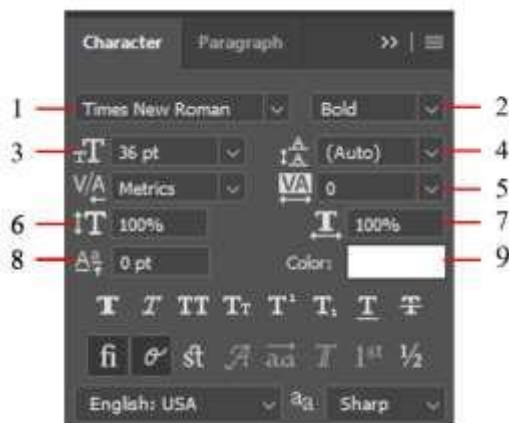 Character Paragraph
1 Times New Roman Bold 2
3 36 pt (Auto) 4
V/A Metrics VA 0 5
6 100% 100% 7
8 0 pt Color: 9
T T TT Tr T¹ T₁ T T
fi st A ad T 1st ½
English: USA aa Sharp